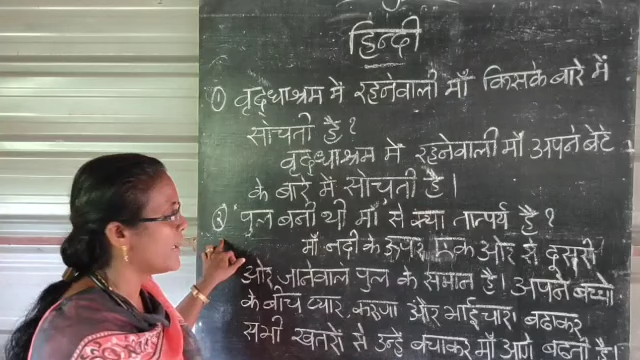 हिन्दी
① वृद्धाश्रम में रहनेवाली माँ किसके बारे में
सोचती है?
वृद्धाश्रम में रहनेवाली माँ अपने बेटे
के बारे में सोचती है।
② पुल बनी थी माँ से क्या तात्पर्य है?
माँ नदी के ऊपर एक ओर से दूसरी
ओर जानेवाले पुल के समान है। अपने बच्चों
के बीच प्यार, करुणा और भाईचारा बढाकर
सभी खतरों से उन्हें बचाकर माँ आगे बढती है।